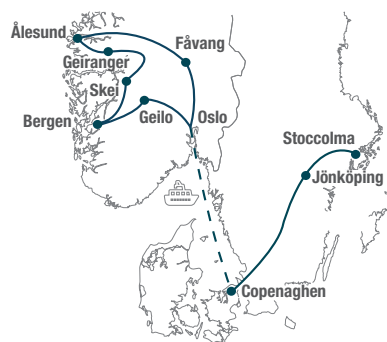 Ålesund
Fåvang
Geiranger
Skei
Bergen
Geilo
Oslo
Stoccolma
Jönköping
Copenaghen